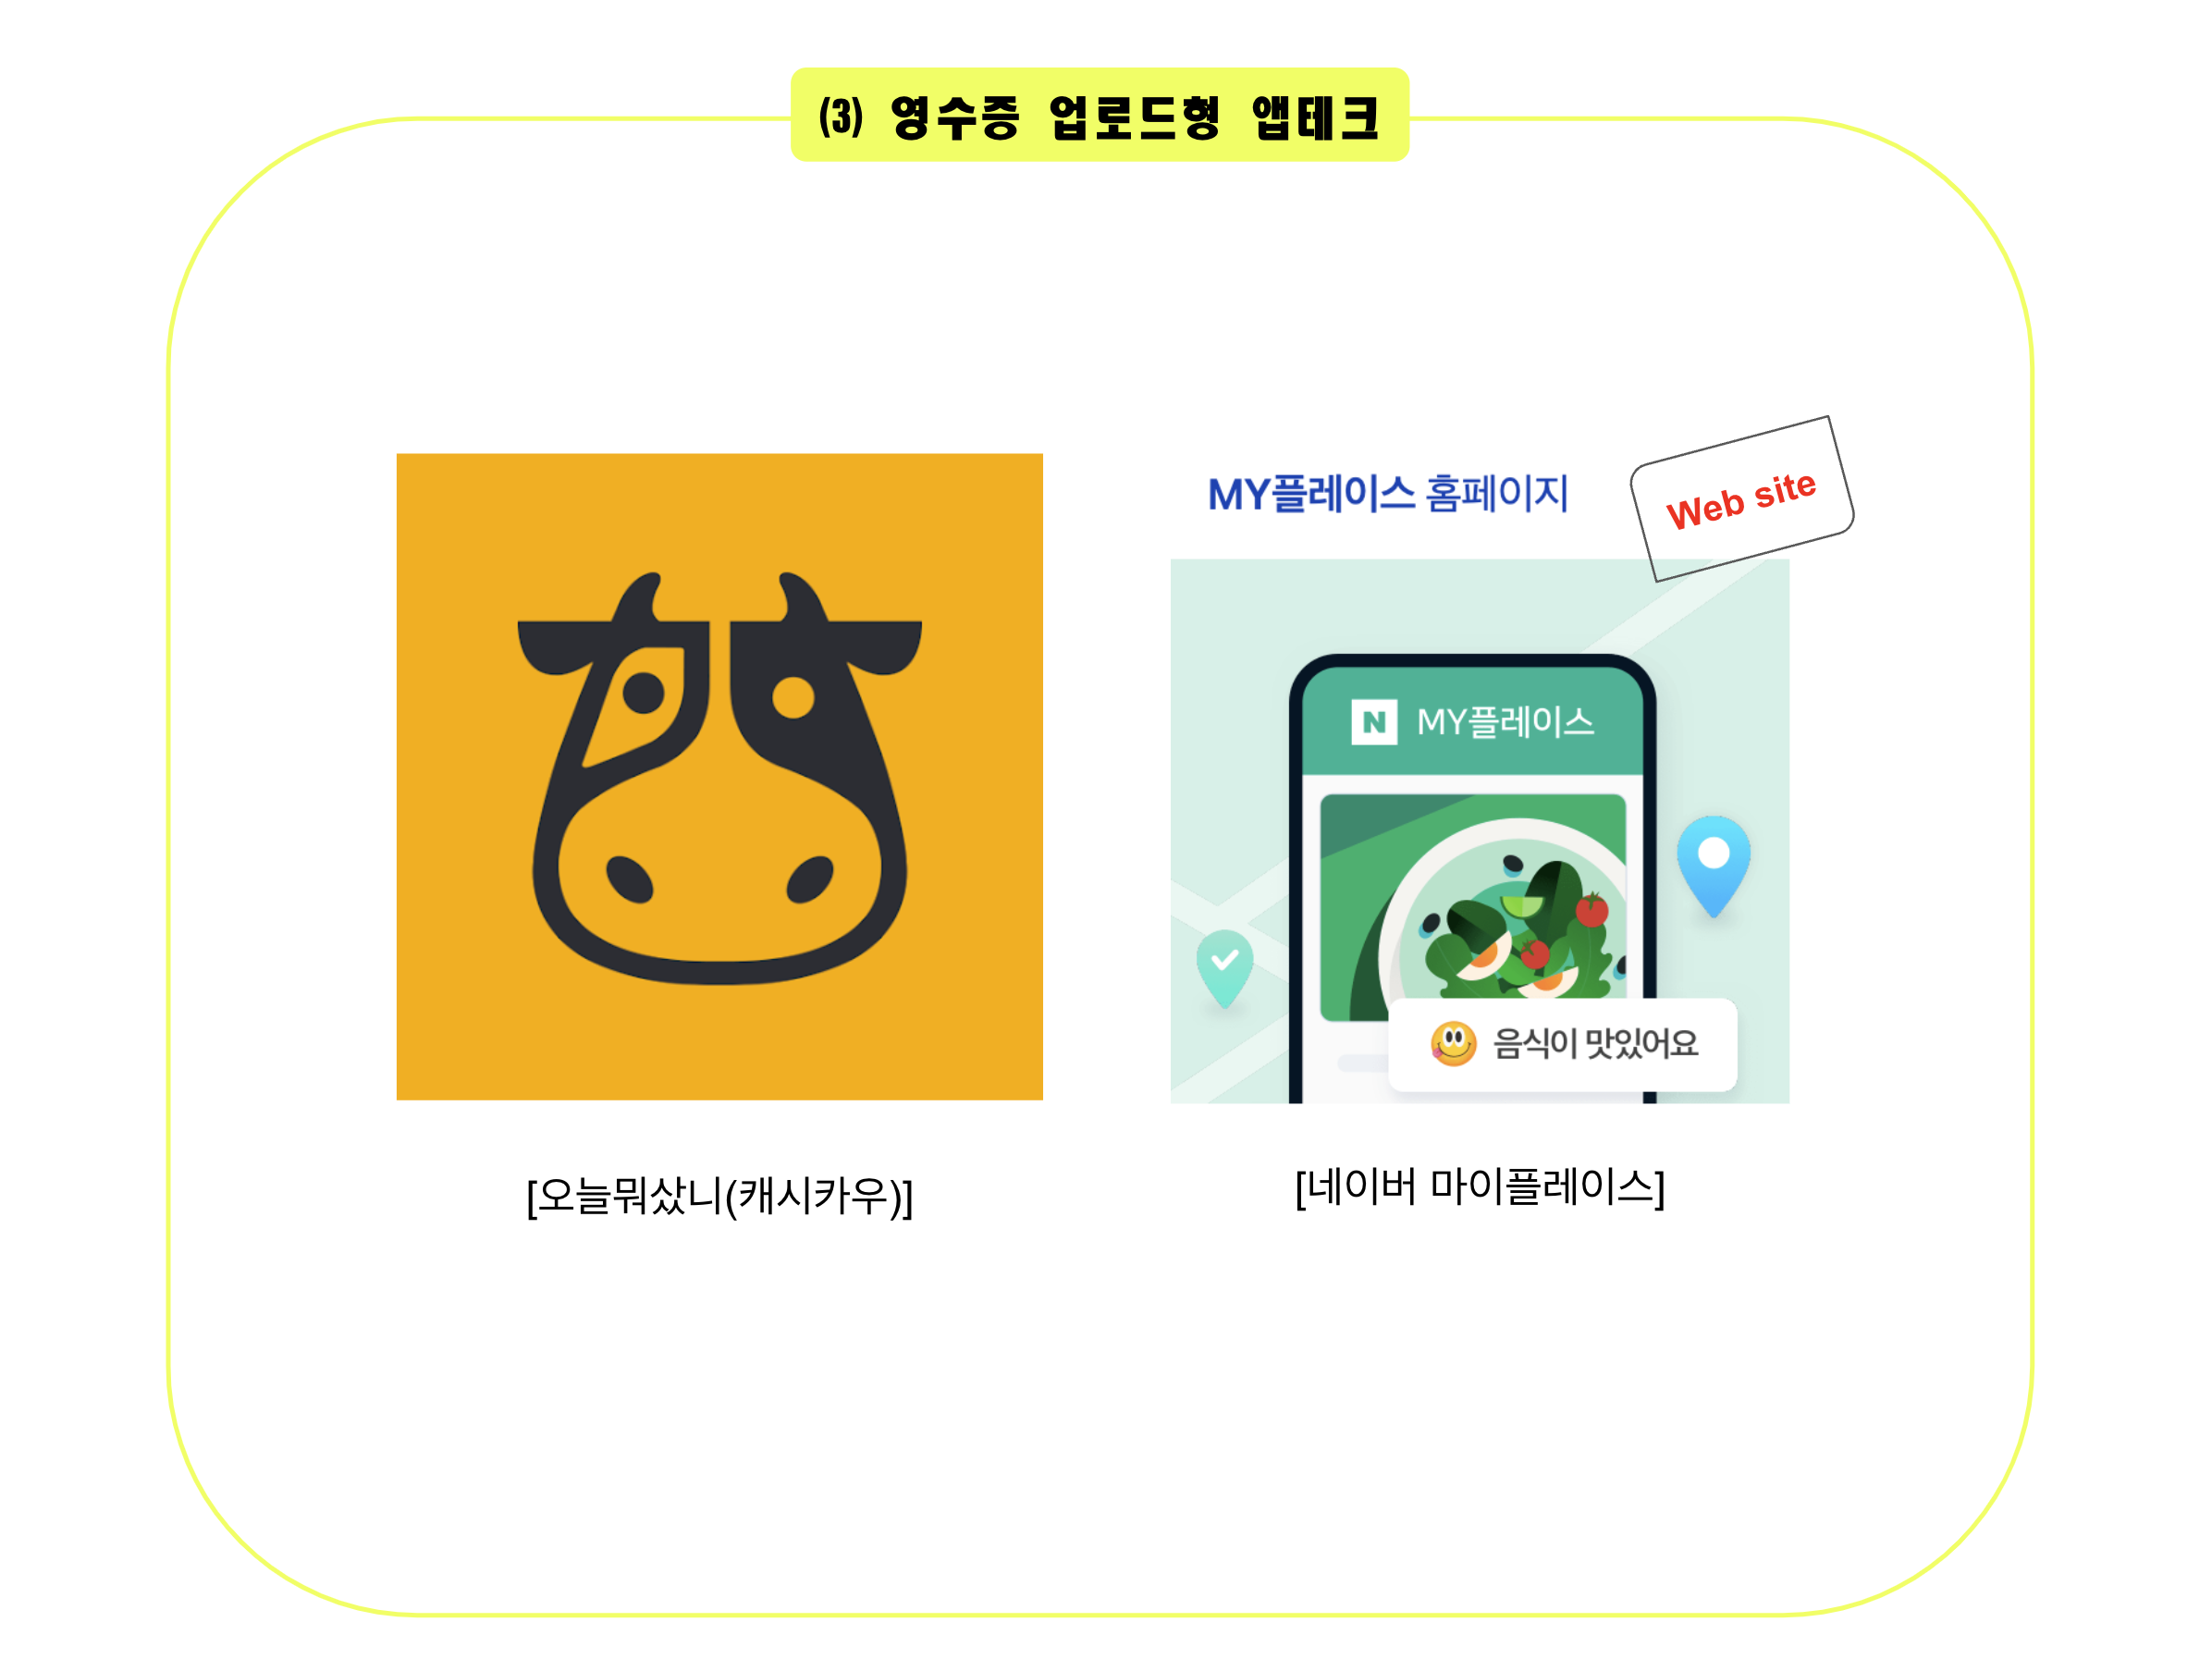 (3) 영수증 업로드형 앱테크
MY플레이스 홈페이지
Web site
N MY플레이스
음식이 맛있어요
[오늘뭐샀니(캐시카우)]
[네이버 마이플레이스]